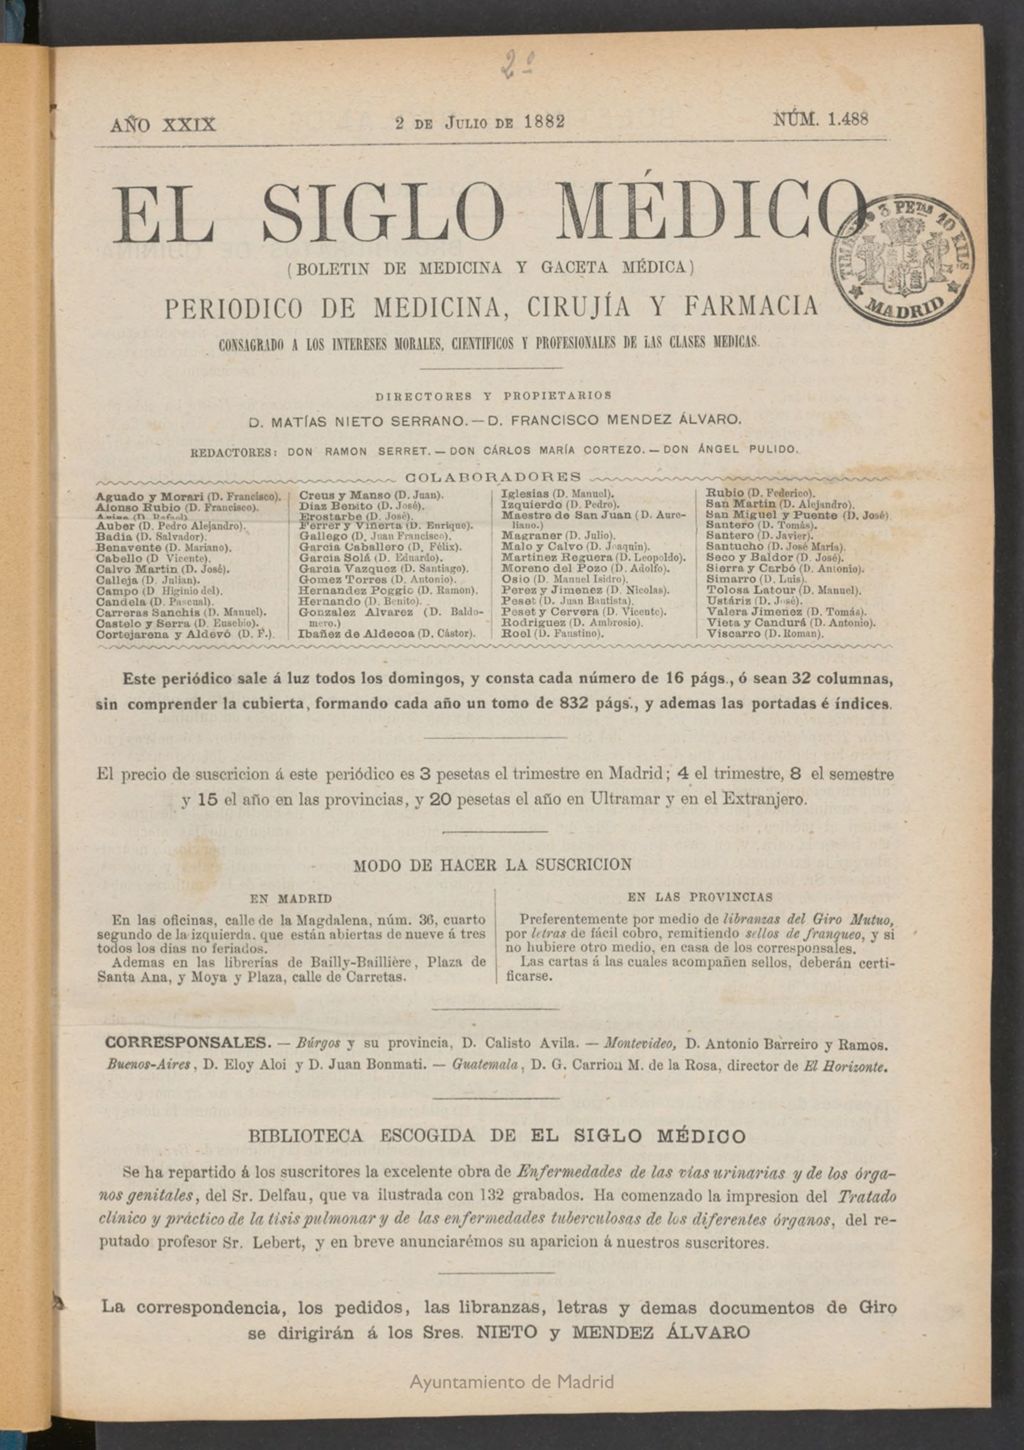 2º
AÑO XXIX 2 DE JULIO DE 1882 NÚM. 1.488
EL SIGLO MÉDICO
TIMBRE 3 PETAS 10 KILS
MADRID
(BOLETIN DE MEDICINA Y GACETA MÉDICA)
PERIODICO DE MEDICINA, CIRUJÍA Y FARMACIA
CONSAGRADO A LOS INTERESES MORALES, CIENTIFICOS Y PROFESIONALES DE LAS CLASES MEDICAS.
DIRECTORES Y PROPIETARIOS
D. MATÍAS NIETO SERRANO.—D. FRANCISCO MENDEZ ÁLVARO.
REDACTORES: DON RAMON SERRET.—DON CÁRLOS MARÍA CORTEZO.—DON ÁNGEL PULIDO.
COLABORADORES
Aguado y Morari (D. Francisco).
Alonso Rubio (D. Francisco).
Auber (D. Pedro Alejandro).
Badia (D. Salvador).
Benavente (D. Mariano).
Cabello (D Vicente).
Calvo Martin (D. José).
Calleja (D. Julian).
Campo (D Higinio del).
Candela (D. Pascual).
Carreras Sanchis (D. Manuel).
Castelo y Serra (D. Eusebio).
Cortejarena y Aldevó (D. F.).
Creus y Manso (D. Juan).
Diaz Benito (D. José).
Erostarbe (D. José).
Ferrer y Viñerta (D. Enrique).
Gallego (D. Juan Francisco).
Garcia Caballero (D. Félix).
Garcia Solá (D. Eduardo).
Garcia Vazquez (D. Santiago).
Gomez Torres (D. Antonio).
Hernandez Poggio (D. Ramon).
Hernando (D. Benito).
Gonzalez Alvarez (D. Baldo-
mero.)
Ibañez de Aldecoa (D. Cástor).
Iglesias (D. Manuel).
Izquierdo (D. Pedro).
Maestre de San Juan (D. Aure-
liano.)
Magraner (D. Julio).
Malo y Calvo (D. Joaquin).
Martinez Reguera (D. Leopoldo).
Moreno del Pozo (D. Adolfo).
Osio (D. Manuel Isidro).
Perez y Jimenez (D. Nicolas).
Peset (D. Juan Bautista).
Peset y Cervera (D. Vicente).
Rodriguez (D. Ambrosio).
Roel (D. Faustino).
Rubio (D. Federico).
San Martin (D. Alejandro).
San Miguel y Puente (D. José)
Santero (D. Tomás).
Santero (D. Javier).
Santucho (D. José María).
Seco y Baldor (D. José).
Sierra y Carbó (D. Antonio).
Simarro (D. Luis).
Tolosa Latour (D. Manuel).
Ustáriz (D. José).
Valera Jimenez (D. Tomás).
Vieta y Candurá (D. Antonio).
Viscarro (D. Roman).
Este periódico sale á luz todos los domingos, y consta cada número de 16 págs., ó sean 32 columnas,
sin comprender la cubierta, formando cada año un tomo de 832 págs., y ademas las portadas é índices.
El precio de suscricion á este periódico es 3 pesetas el trimestre en Madrid; 4 el trimestre, 8 el semestre
y 15 el año en las provincias, y 20 pesetas el año en Ultramar y en el Extranjero.
MODO DE HACER LA SUSCRICION
EN MADRID
En las oficinas, calle de la Magdalena, núm. 36, cuarto
segundo de la izquierda, que están abiertas de nueve á tres
todos los dias no feriados.
Ademas en las librerías de Bailly-Baillière, Plaza de
Santa Ana, y Moya y Plaza, calle de Carretas.
EN LAS PROVINCIAS
Preferentemente por medio de libranzas del Giro Mutuo,
por letras de fácil cobro, remitiendo sellos de franqueo, y si
no hubiere otro medio, en casa de los corresponsales.
Las cartas á las cuales acompañen sellos, deberán certi-
ficarse.
CORRESPONSALES. — Búrgos y su provincia, D. Calisto Avila. — Montevideo, D. Antonio Barreiro y Ramos.
Buenos-Aires, D. Eloy Aloi y D. Juan Bonmati. — Guatemala, D. G. Carrion M. de la Rosa, director de El Horizonte.
BIBLIOTECA ESCOGIDA DE EL SIGLO MÉDICO
Se ha repartido á los suscritores la excelente obra de Enfermedades de las vias urinarias y de los órga-
nos genitales, del Sr. Delfau, que va ilustrada con 132 grabados. Ha comenzado la impresion del Tratado
clínico y práctico de la tisis pulmonar y de las enfermedades tuberculosas de los diferentes órganos, del re-
putado profesor Sr. Lebert, y en breve anunciarémos su aparicion á nuestros suscritores.
La correspondencia, los pedidos, las libranzas, letras y demas documentos de Giro
se dirigirán á los Sres. NIETO y MENDEZ ÁLVARO
Ayuntamiento de Madrid